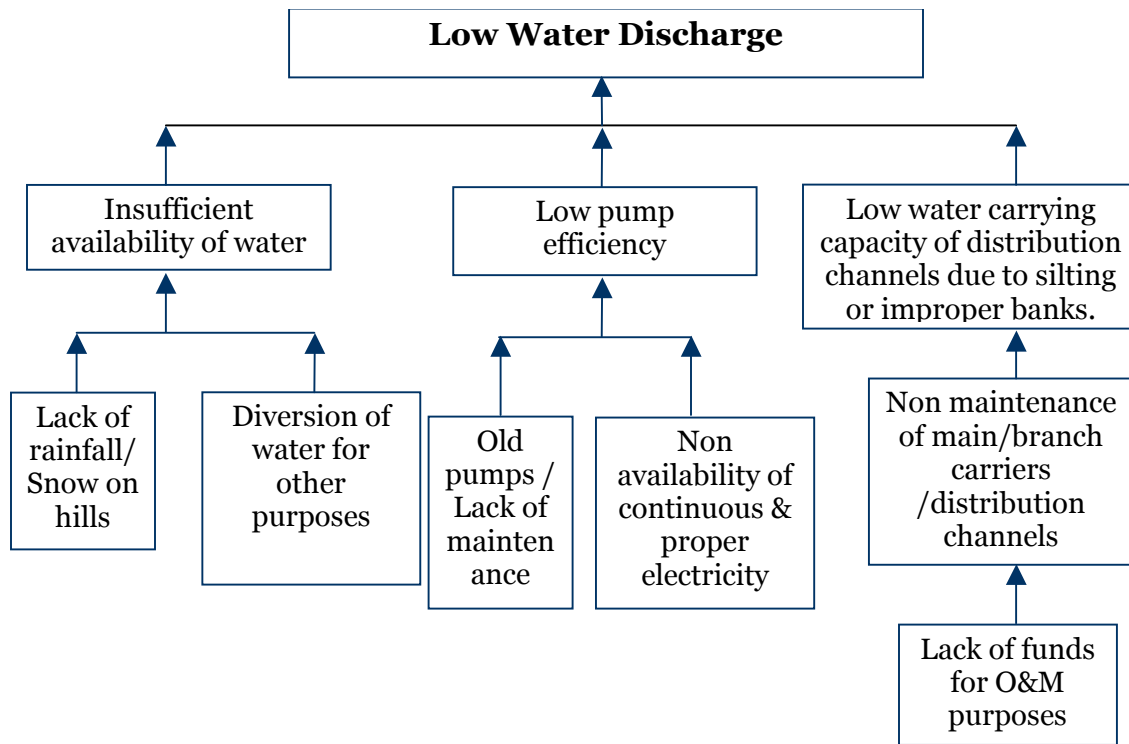 Low Water Discharge
Insufficient
availability of water
Low pump
efficiency
Low water carrying
capacity of distribution
channels due to silting
or improper banks.
Lack of
rainfall/
Snow on
hills
Diversion of
water for
other
purposes
Old
pumps /
Lack of
mainten
ance
Non
availability of
continuous &
proper
electricity
Non maintenance
of main/branch
carriers
/distribution
channels
Lack of funds
for O&M
purposes